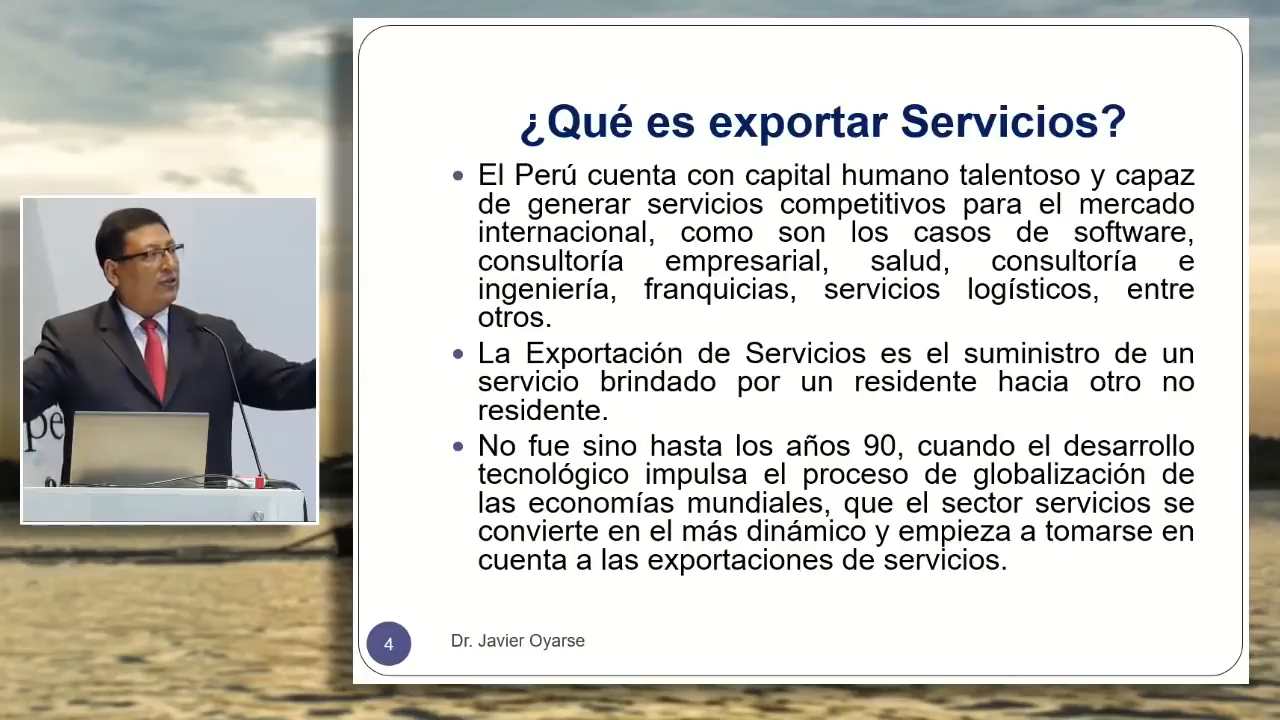 ¿Qué es exportar Servicios?
• El Perú cuenta con capital humano talentoso y capaz
de generar servicios competitivos para el mercado
internacional, como son los casos de software,
consultoría empresarial, salud, consultoría e
ingeniería, franquicias, servicios logísticos, entre
otros.
• La Exportación de Servicios es el suministro de un
servicio brindado por un residente hacia otro no
residente.
• No fue sino hasta los años 90, cuando el desarrollo
tecnológico impulsa el proceso de globalización de
las economías mundiales, que el sector servicios se
convierte en el más dinámico y empieza a tomarse en
cuenta a las exportaciones de servicios.
4
Dr. Javier Oyarse
pe